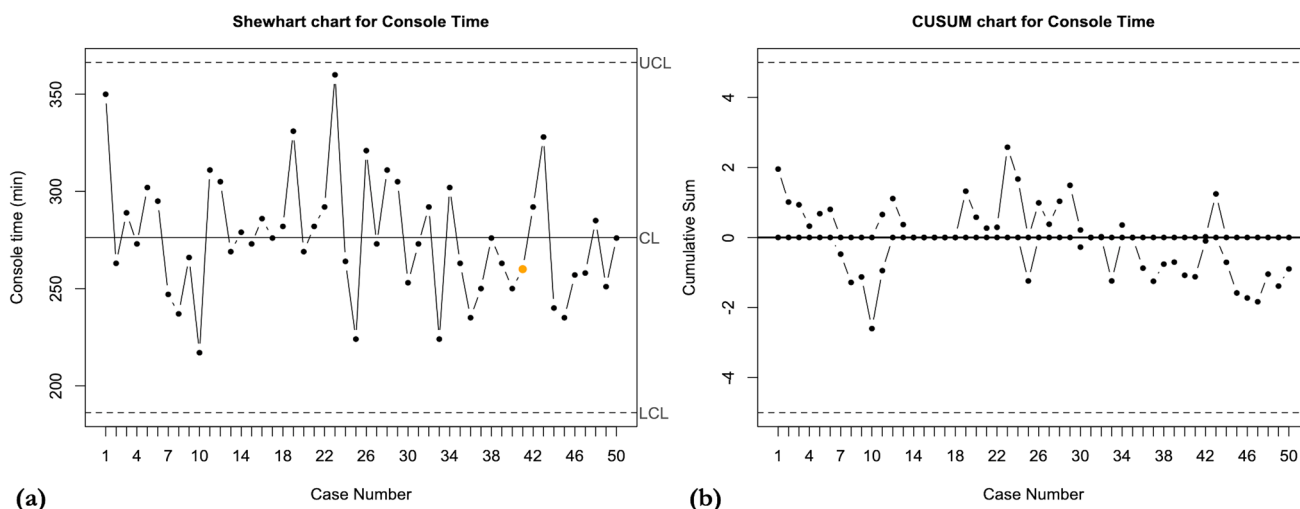 Shewhart chart for Console Time
Console time (min)
350
300
250
200
UCL
CL
LCL
1 4 7 10 14 18 22 26 30 34 38 42 46 50
Case Number
(a)
CUSUM chart for Console Time
Cumulative Sum
4
2
0
-2
-4
1 4 7 10 14 18 22 26 30 34 38 42 46 50
Case Number
(b)